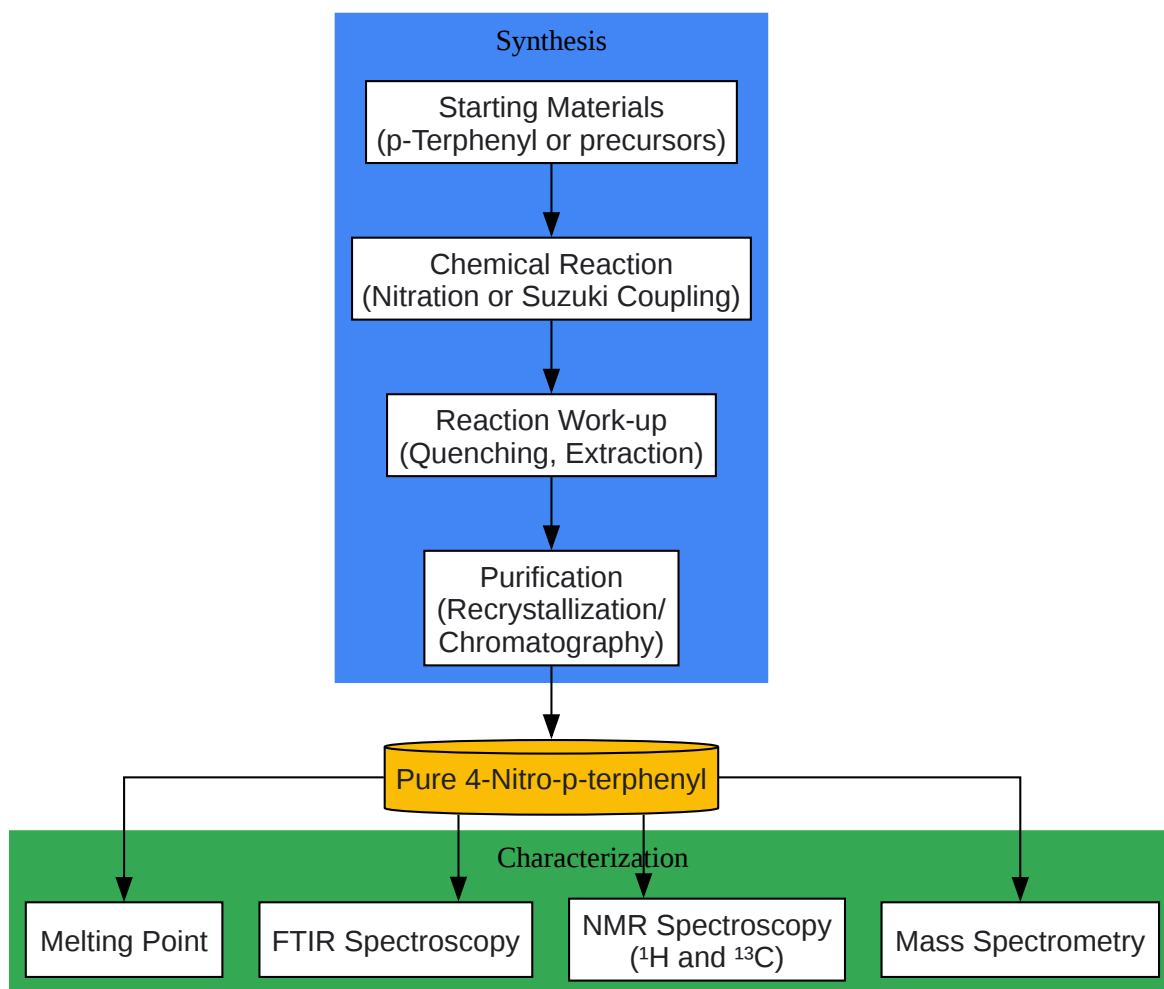 Synthesis
Starting Materials
(p-Terphenyl or precursors)
Chemical Reaction
(Nitration or Suzuki Coupling)
Reaction Work-up
(Quenching, Extraction)
Purification
(Recrystallization/
Chromatography)
Pure 4-Nitro-p-terphenyl
Characterization
Melting Point
FTIR Spectroscopy
NMR Spectroscopy
(¹H and ¹³C)
Mass Spectrometry